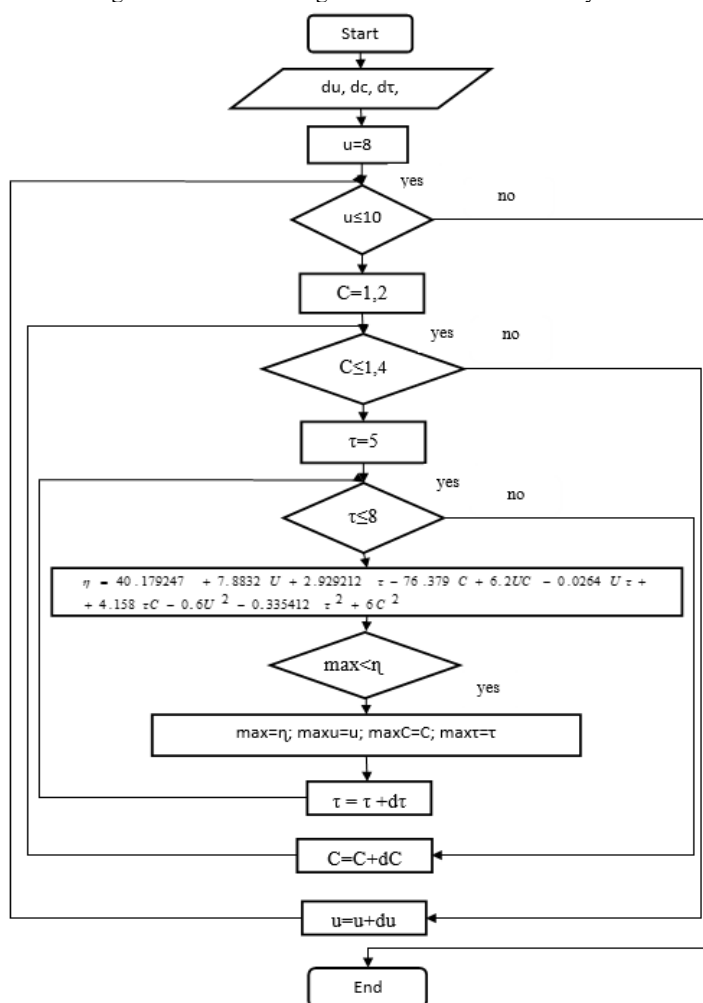 Start
du, dc, dτ,
u=8
yes
no
u≤10
C=1,2
yes
no
C≤1,4
τ=5
yes
no
τ≤8
η = 40.179247 + 7.8832 U + 2.929212 τ − 76.379 C + 6.2UC − 0.0264 U τ +
+ 4.158 τC − 0.6U ² − 0.335412 τ ² + 6C ²
max<η
yes
max=η; maxu=u; maxC=C; maxτ=τ
τ = τ +dτ
C=C+dC
u=u+du
End